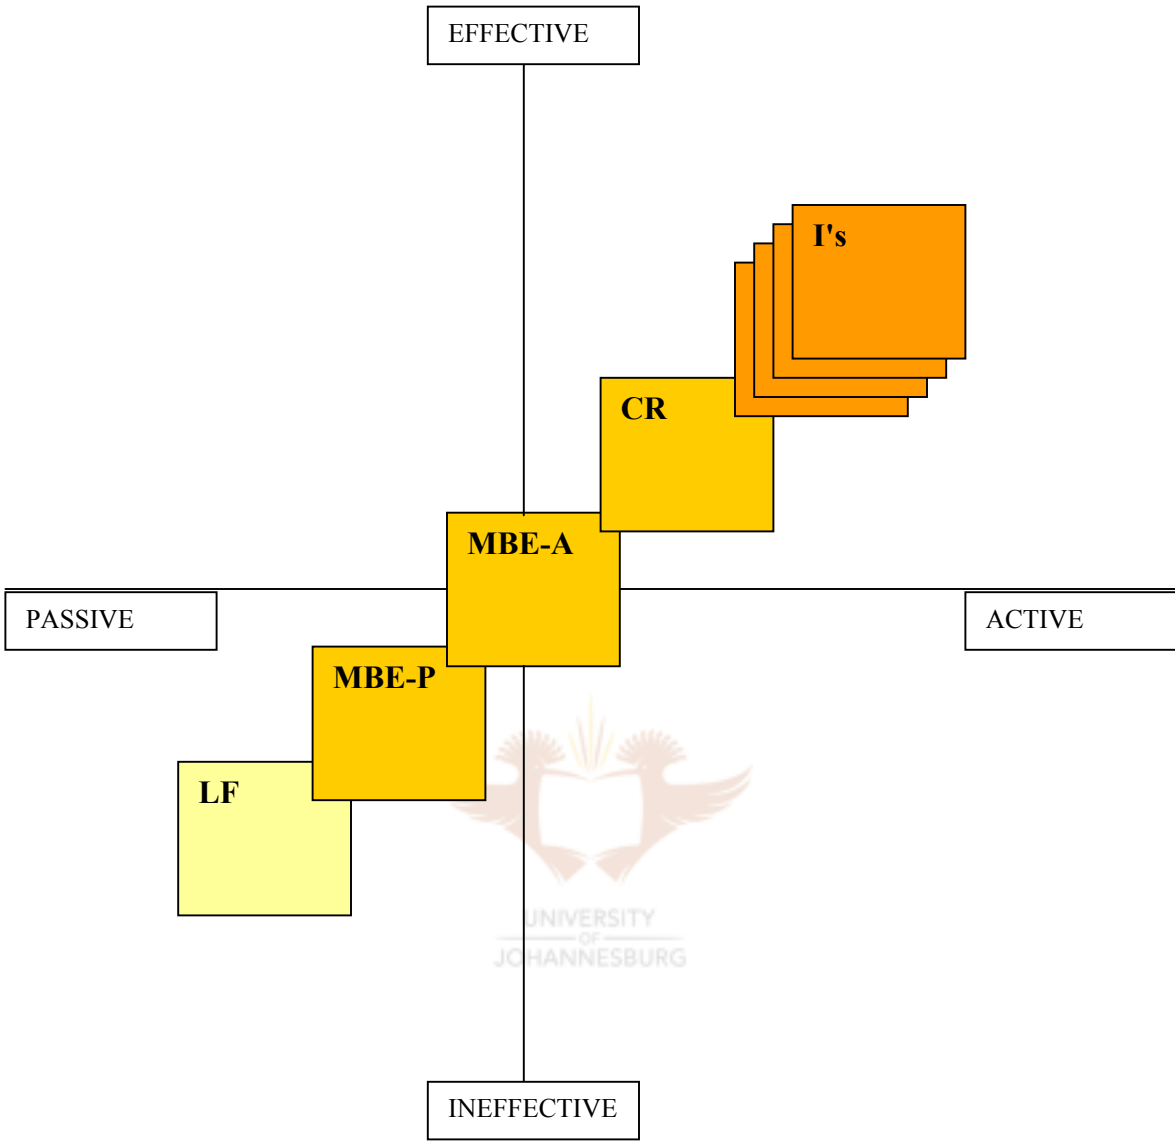 EFFECTIVE
I's
CR
MBE-A
PASSIVE
ACTIVE
MBE-P
LF
UNIVERSITY
OF
JOHANNESBURG
INEFFECTIVE